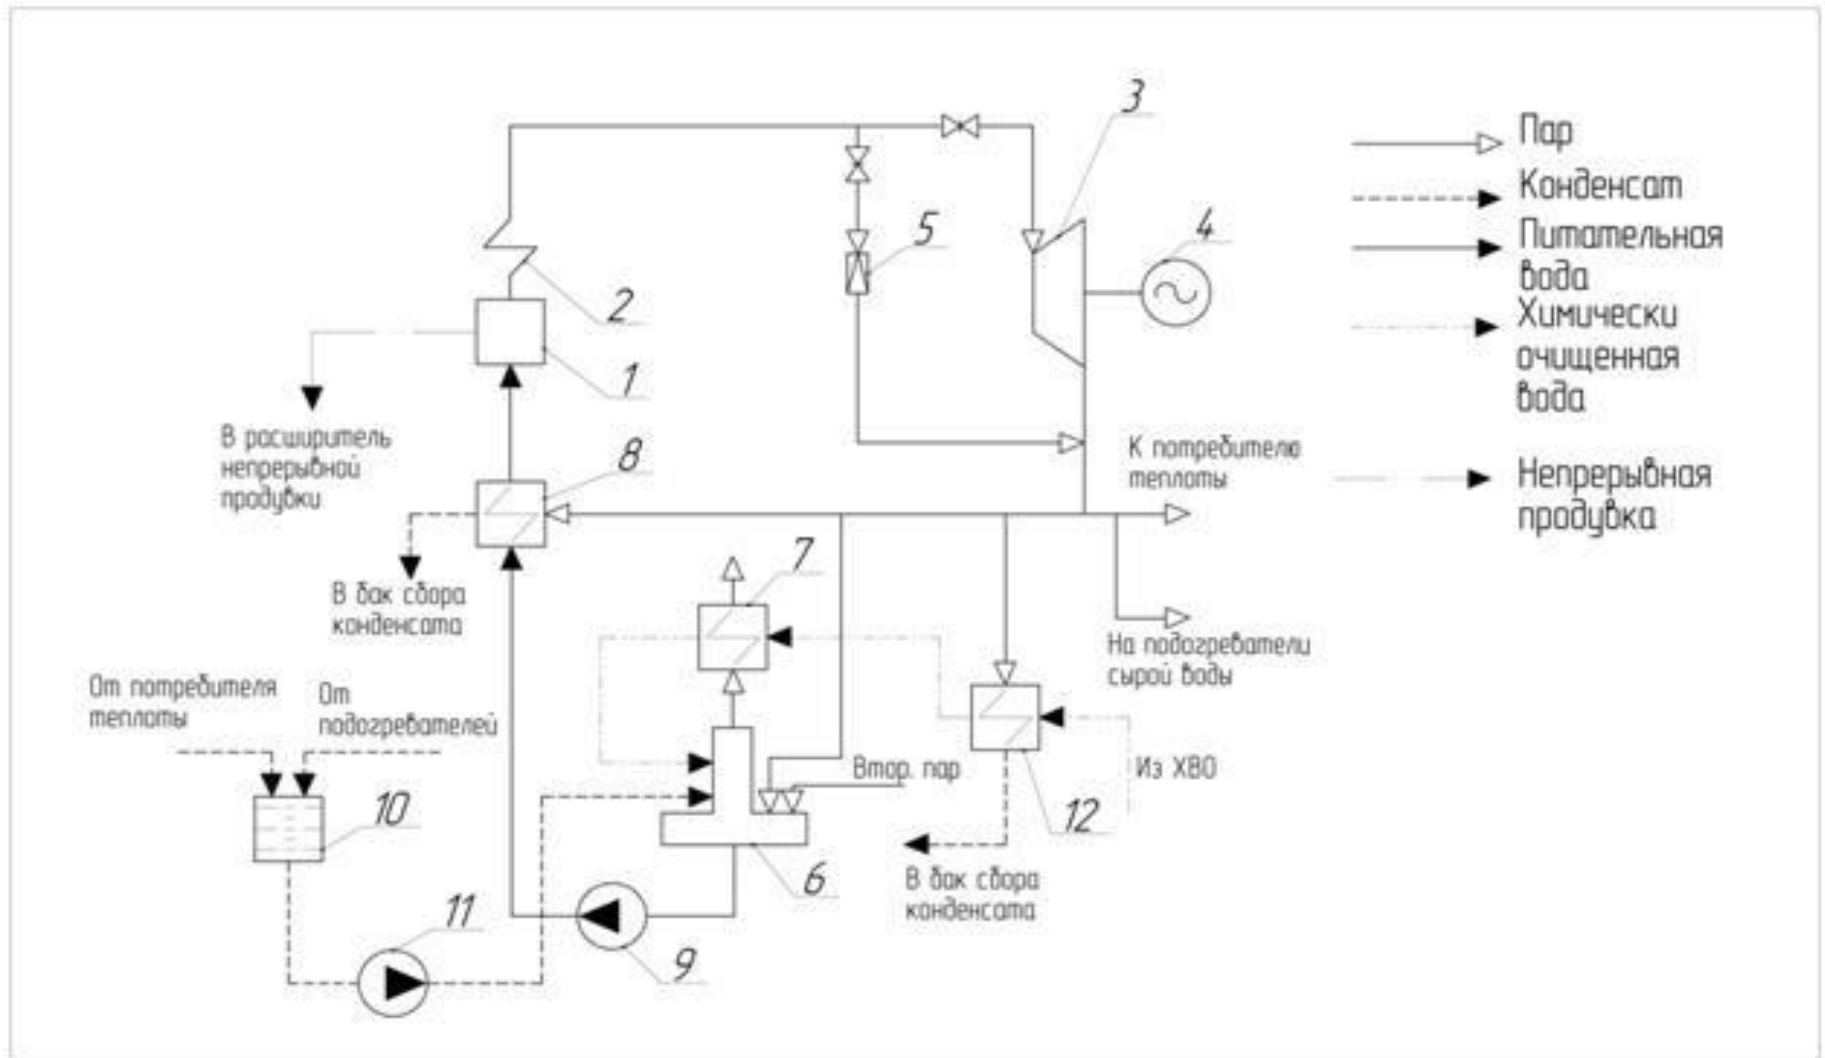 3
Пар
Конденсат
5
4
Питательная
вода
2
Химически
очищенная
вода
1
В расширитель
непрерывной
продувки
8
К потребителю
теплоты
Непрерывная
продувка
7
В бак сбора
конденсата
На подогреватели
сырой воды
От потребителя
теплоты
От
подогревателей
Втор. пар
Из ХВО
10
12
6
В бак сбора
конденсата
11
9